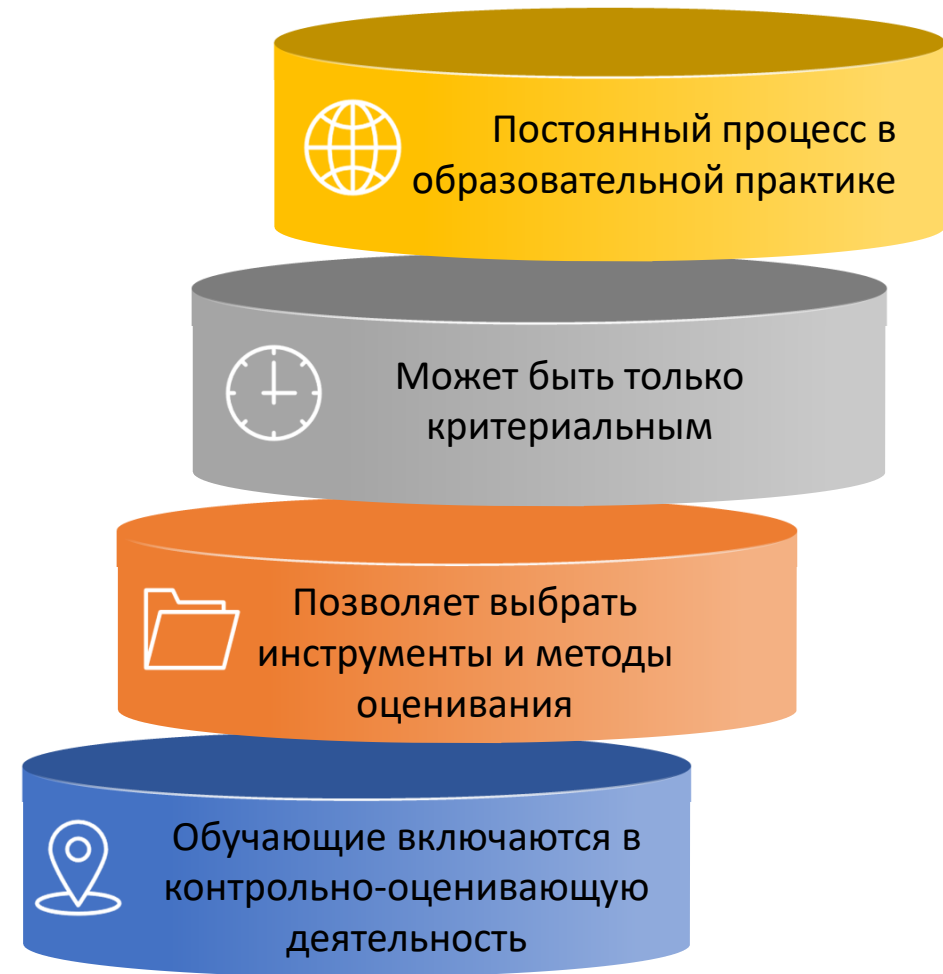 Постоянный процесс в
образовательной практике
Может быть только
критериальным
Позволяет выбрать
инструменты и методы
оценивания
Обучающие включаются в
контрольно-оценивающую
деятельность